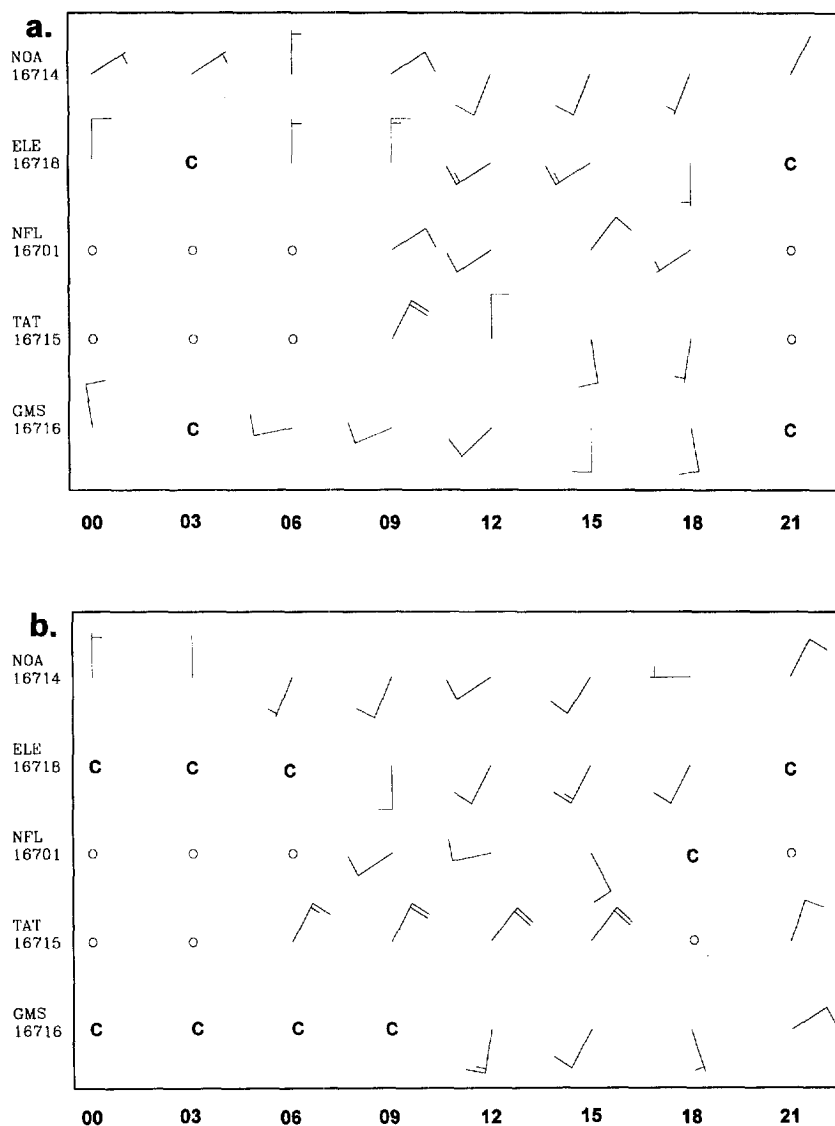 a.
NOA
16714
ELE
16718 C C
NFL
16701 O O O O
TAT
16715 O O O O
GMS
16716 C C
00 03 06 09 12 15 18 21
b.
NOA
16714
ELE
16718 C C C C
NFL
16701 O O O C O
TAT
16715 O O O
GMS
16716 C C C C
00 03 06 09 12 15 18 21